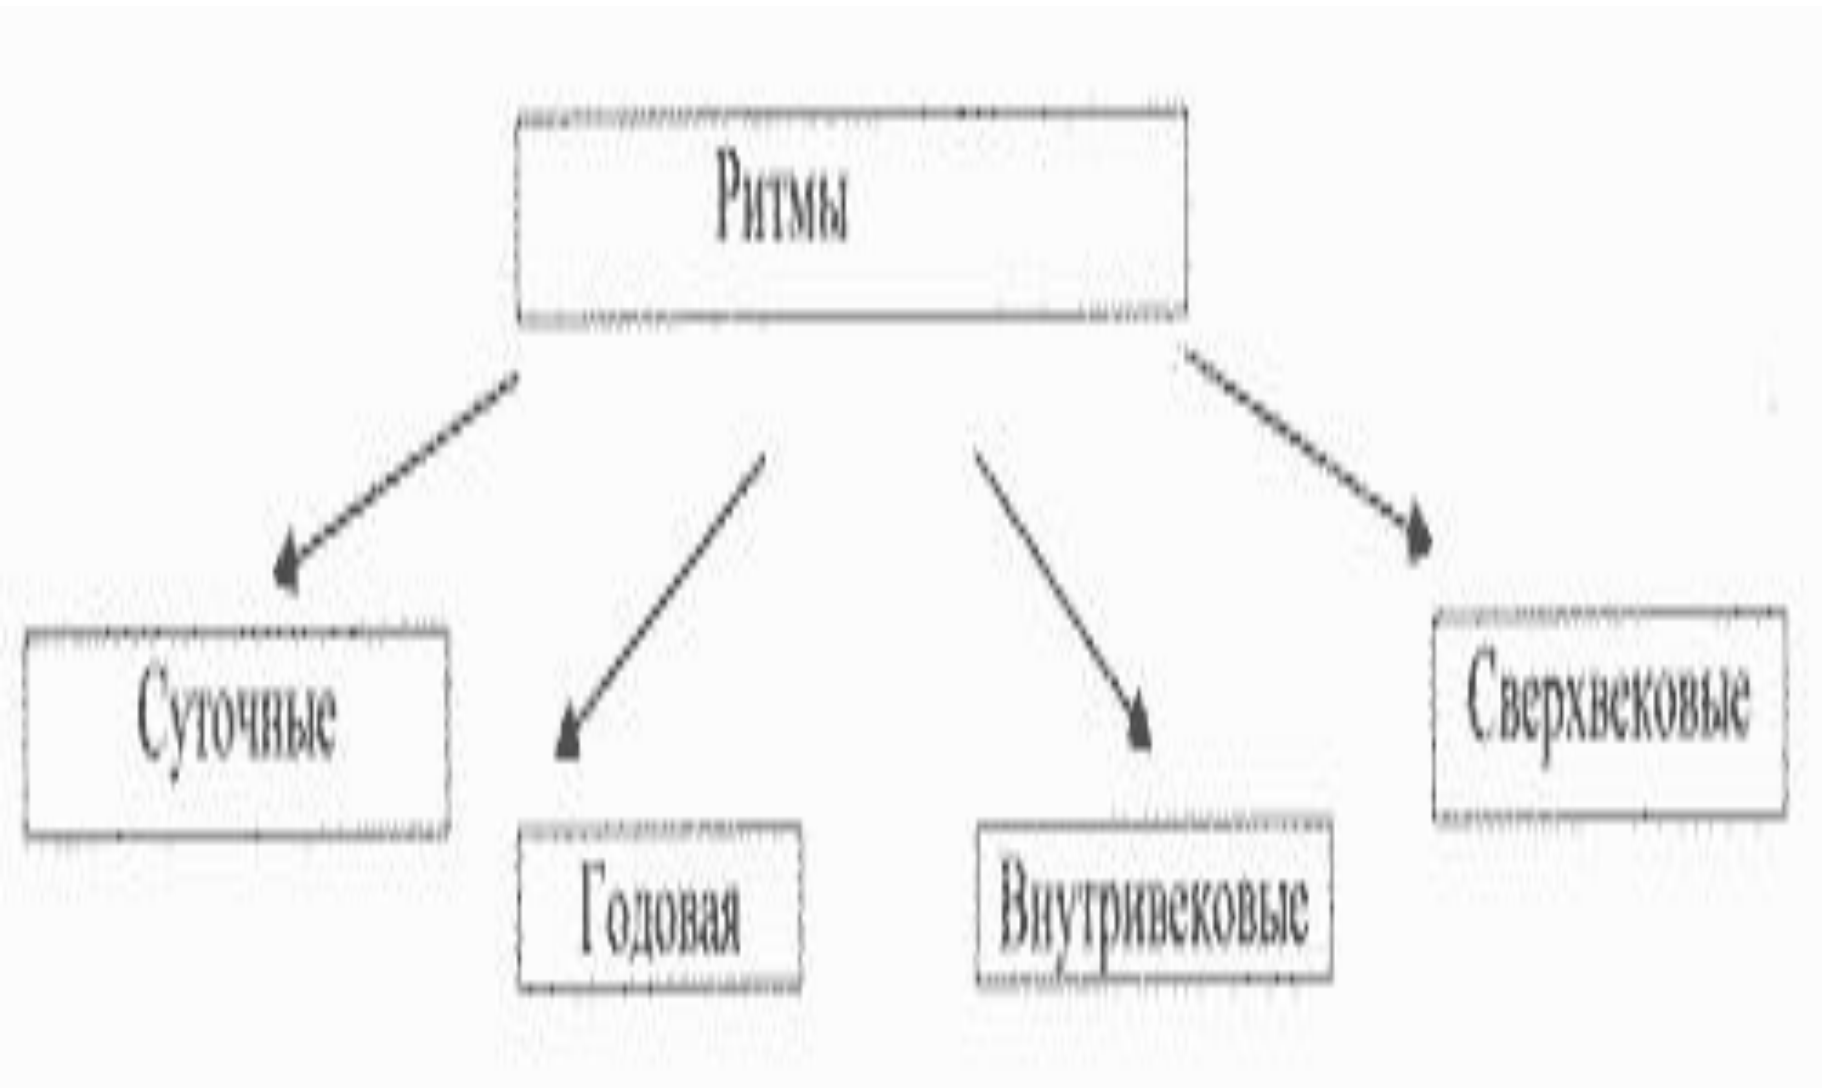 Ритмы
Суточные
Годовая
Внутривековые
Сверхвековые